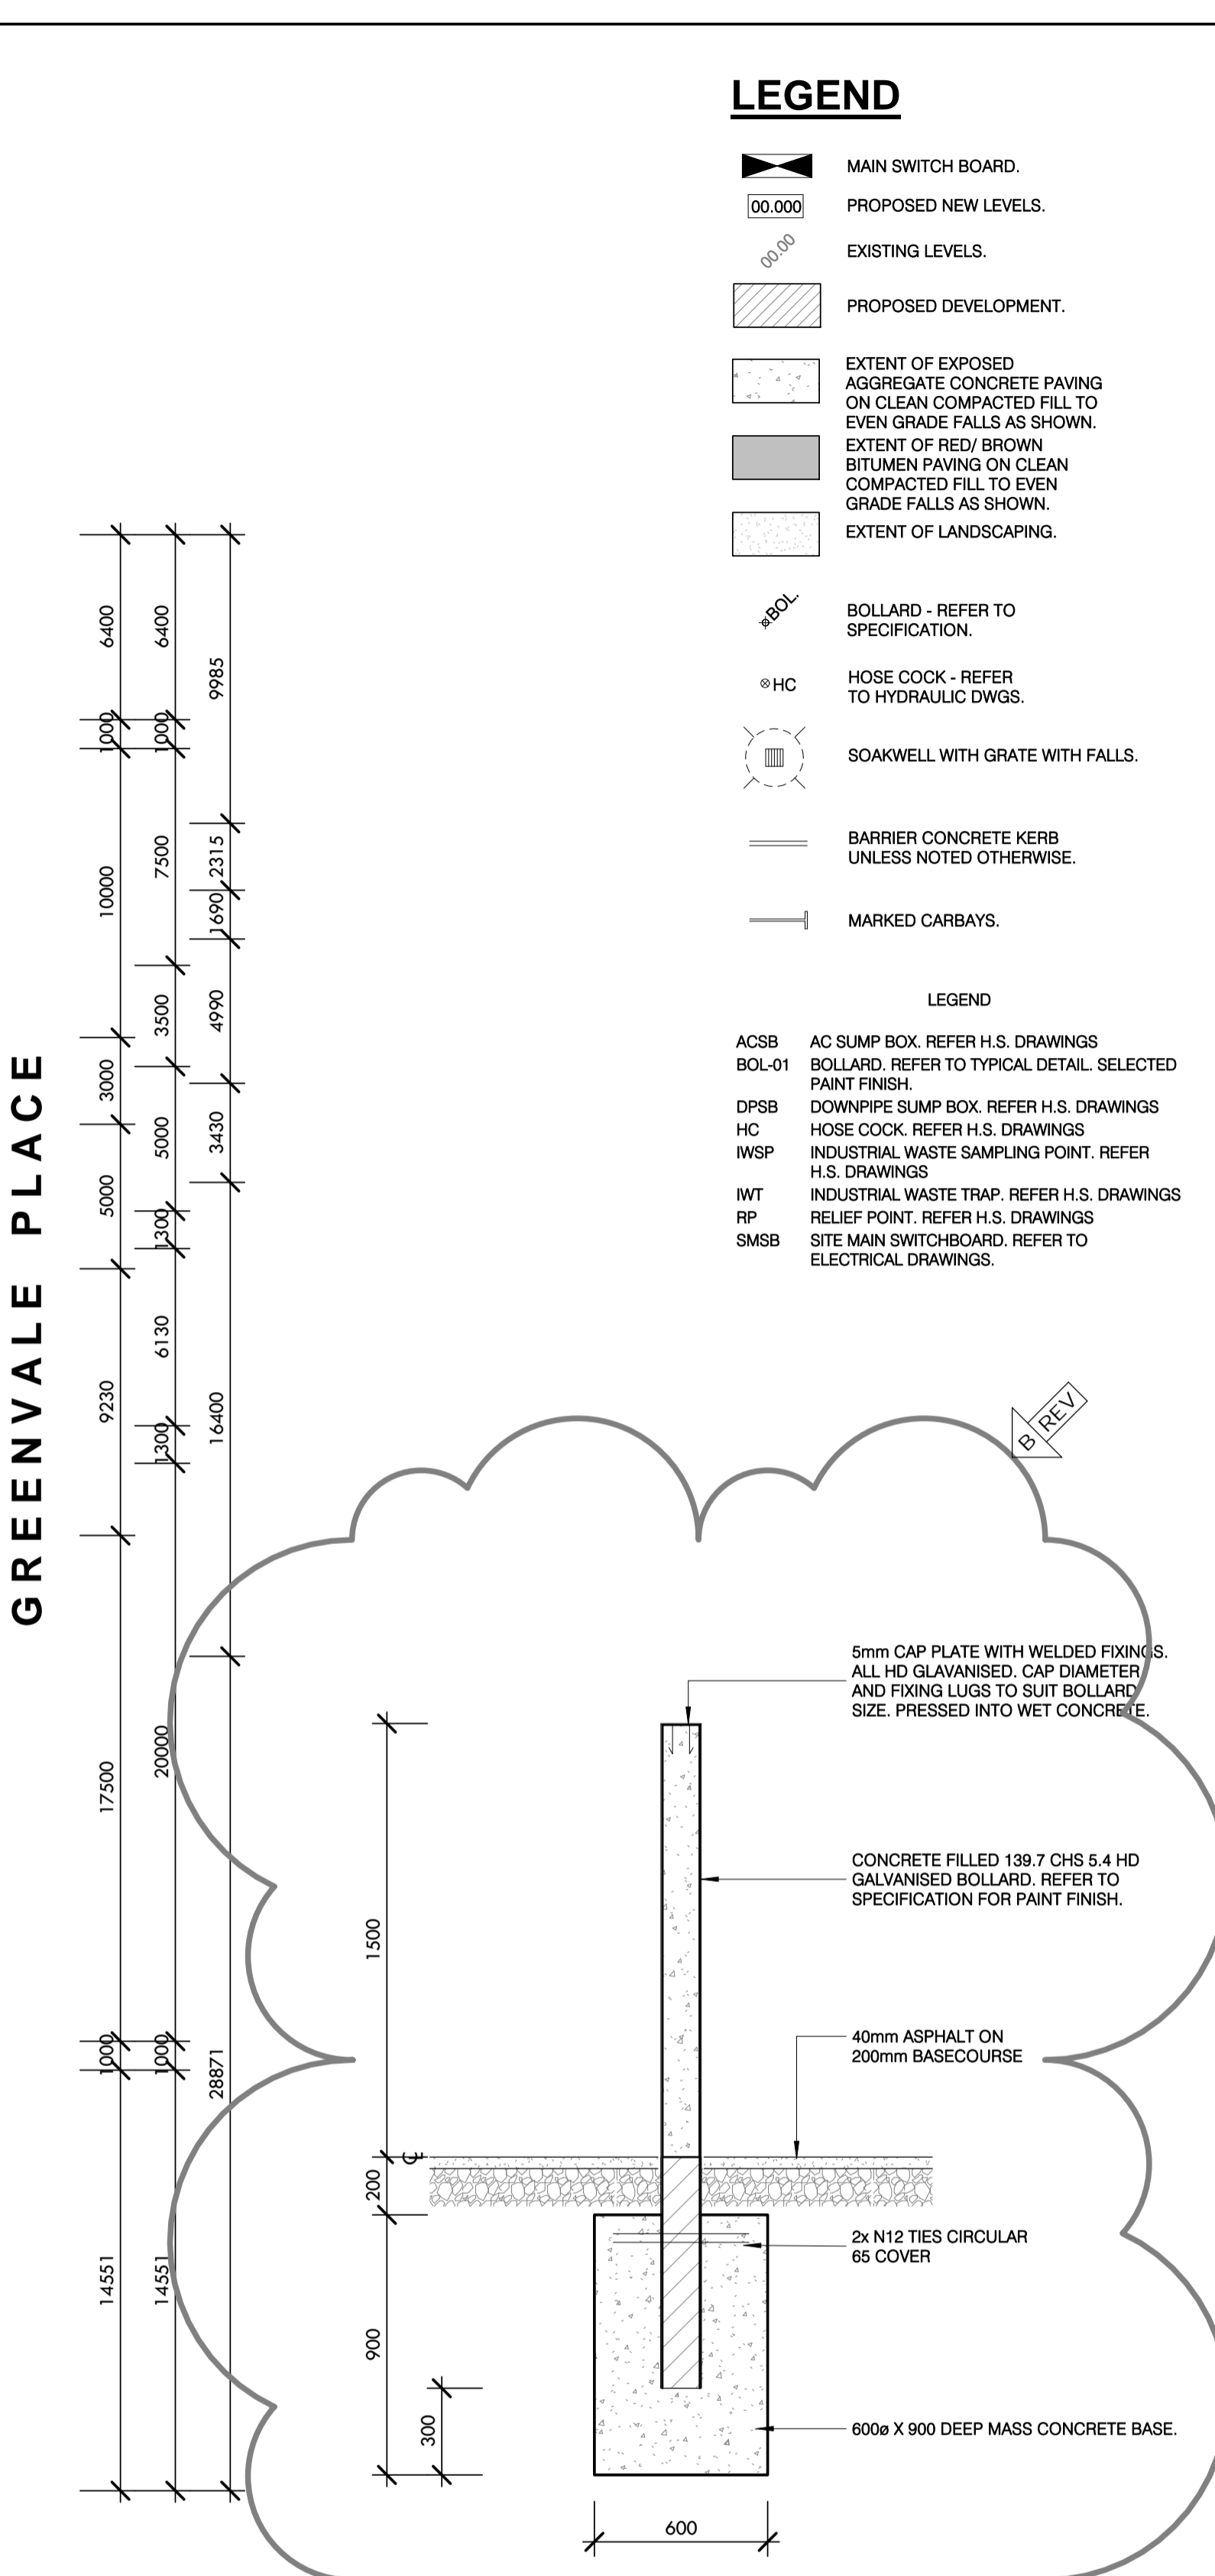 LEGEND
MAIN SWITCH BOARD.
00.000
PROPOSED NEW LEVELS.
00.00
EXISTING LEVELS.
PROPOSED DEVELOPMENT.
EXTENT OF EXPOSED
AGGREGATE CONCRETE PAVING
ON CLEAN COMPACTED FILL TO
EVEN GRADE FALLS AS SHOWN.
EXTENT OF RED/ BROWN
BITUMEN PAVING ON CLEAN
COMPACTED FILL TO EVEN
GRADE FALLS AS SHOWN.
EXTENT OF LANDSCAPING.
BOL.
BOLLARD - REFER TO
SPECIFICATION.
HC
HOSE COCK - REFER
TO HYDRAULIC DWGS.
SOAKWELL WITH GRATE WITH FALLS.
BARRIER CONCRETE KERB
UNLESS NOTED OTHERWISE.
MARKED CARBAYS.
LEGEND
ACSB AC SUMP BOX. REFER H.S. DRAWINGS
BOL-01 BOLLARD. REFER TO TYPICAL DETAIL. SELECTED
PAINT FINISH.
DPSB DOWNPIPE SUMP BOX. REFER H.S. DRAWINGS
HC HOSE COCK. REFER H.S. DRAWINGS
IWSP INDUSTRIAL WASTE SAMPLING POINT. REFER
H.S. DRAWINGS
IWT INDUSTRIAL WASTE TRAP. REFER H.S. DRAWINGS
RP RELIEF POINT. REFER H.S. DRAWINGS
SMSB SITE MAIN SWITCHBOARD. REFER TO
ELECTRICAL DRAWINGS.
GREENVALE PLACE
6400
1000
10000
3000
5000
9230
17500
1000
14551
6400
1000
7500
3500
5000
1300
6130
1300
20000
1000
14551
9985
2315
1690
4990
3430
16400
28871
B REV
5mm CAP PLATE WITH WELDED FIXINGS.
ALL HD GLAVANISED. CAP DIAMETER
AND FIXING LUGS TO SUIT BOLLARD
SIZE. PRESSED INTO WET CONCRETE.
CONCRETE FILLED 139.7 CHS 5.4 HD
GALVANISED BOLLARD. REFER TO
SPECIFICATION FOR PAINT FINISH.
1500
40mm ASPHALT ON
200mm BASECOURSE
200
2x N12 TIES CIRCULAR
65 COVER
900
300
600ø X 900 DEEP MASS CONCRETE BASE.
600